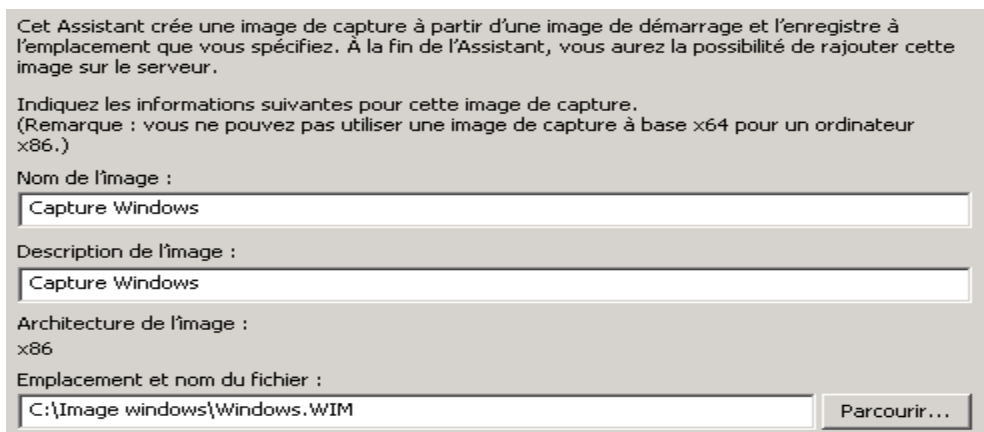 Cet Assistant crée une image de capture à partir d'une image de démarrage et l'enregistre à
l'emplacement que vous spécifiez. À la fin de l'Assistant, vous aurez la possibilité de rajouter cette
image sur le serveur.
Indiquez les informations suivantes pour cette image de capture.
(Remarque : vous ne pouvez pas utiliser une image de capture à base x64 pour un ordinateur
x86.)
Nom de l'image :
Capture Windows
Description de l'image :
Capture Windows
Architecture de l'image :
x86
Emplacement et nom du fichier :
C:\Image windows\Windows.WIM
Parcourir...